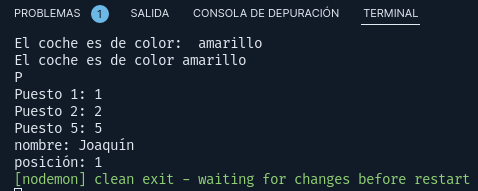 PROBLEMAS 1 SALIDA CONSOLA DE DEPURACIÓN TERMINAL
El coche es de color:  amarillo
El coche es de color amarillo
P
Puesto 1: 1
Puesto 2: 2
Puesto 5: 5
nombre: Joaquín
posición: 1
[nodemon] clean exit - waiting for changes before restart